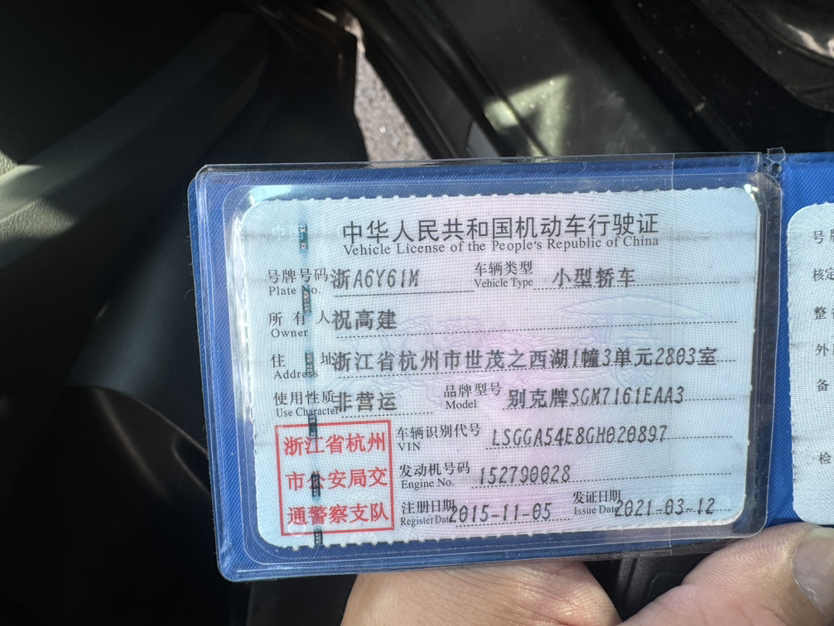 中华人民共和国机动车行驶证
Vehicle License of the People's Republic of China
号牌号码 浙A6Y61M 车辆类型 小型轿车
Plate No. Vehicle Type
所有人 祝高建
Owner
住址 浙江省杭州市世茂之西湖1幢3单元2803室
Address
使用性质 非营运 品牌型号 别克牌SGM7161EAA3
Use Character Model
浙江省杭州
市公安局交
通警察支队
车辆识别代号 LSGGA54E8GH020897
VIN
发动机号码 152790028
Engine No.
注册日期 2015-11-05 发证日期 2021-03-12
Register Date Issue Date
号牌
核定
整
外
备
检